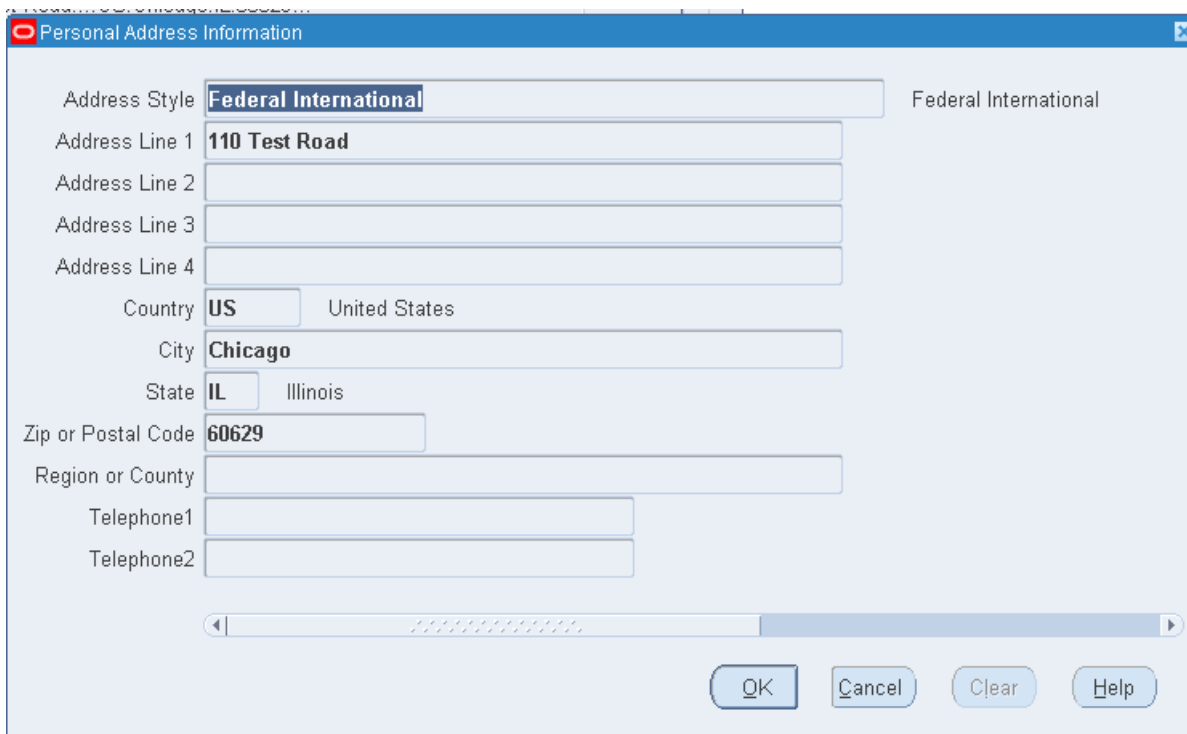 Personal Address Information
Address Style Federal International Federal International
Address Line 1 110 Test Road
Address Line 2
Address Line 3
Address Line 4
Country US United States
City Chicago
State IL Illinois
Zip or Postal Code 60629
Region or County
Telephone1
Telephone2
OK Cancel Clear Help